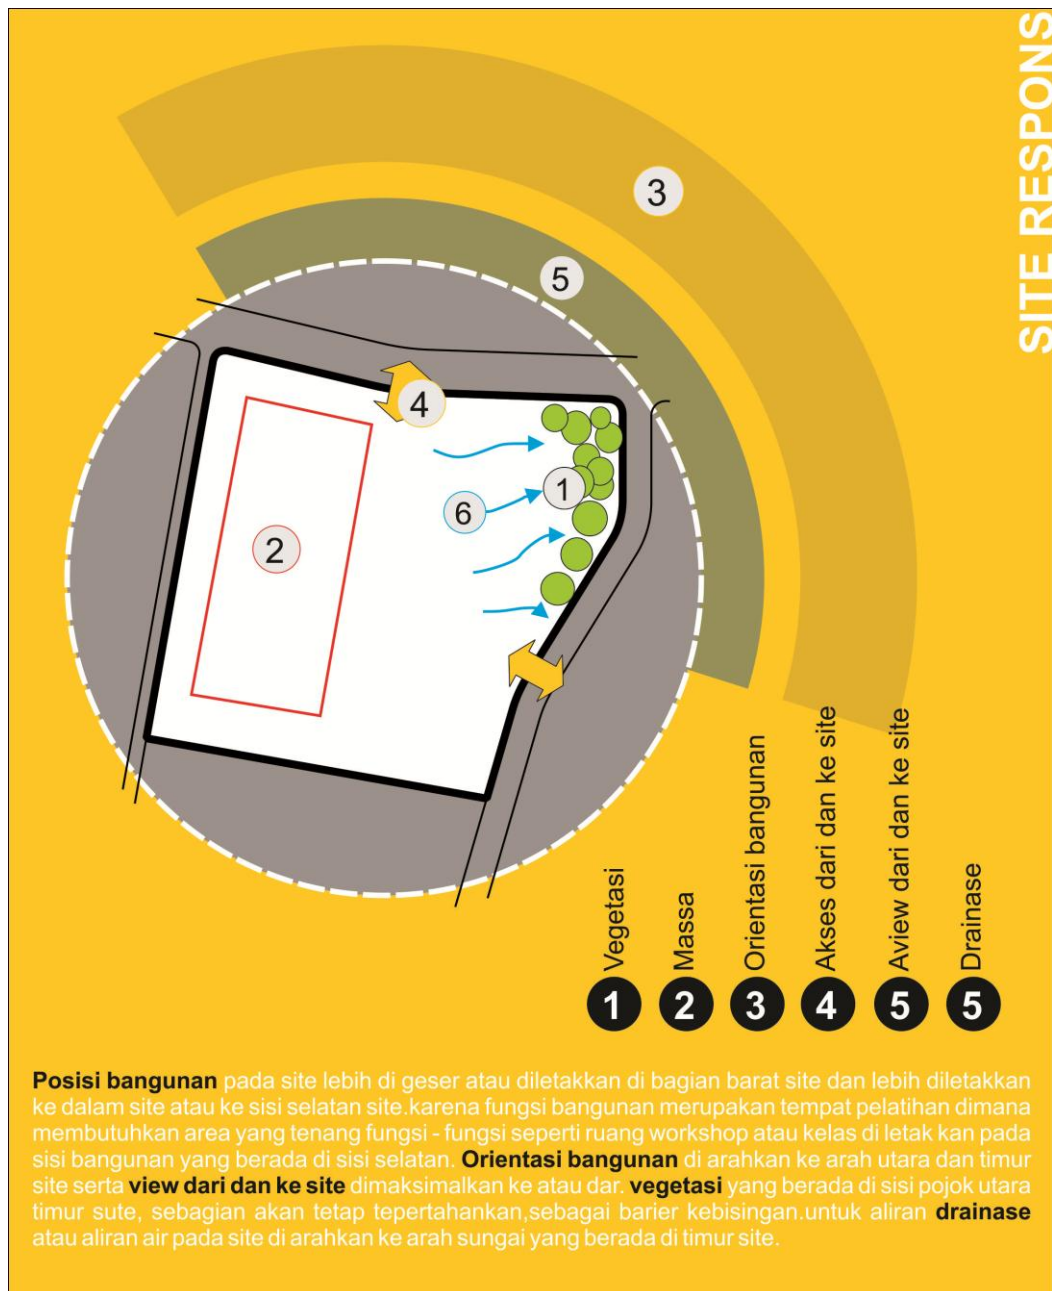 SITE RESPONS
3
5
4
1
6
2
Vegetasi
Massa
Orientasi bangunan
Akses dari dan ke site
Aview dari dan ke site
Drainase
1
2
3
4
5
5
Posisi bangunan pada site lebih di geser atau diletakkan di bagian barat site dan lebih diletakkan
ke dalam site atau ke sisi selatan site.karena fungsi bangunan merupakan tempat pelatihan dimana
membutuhkan area yang tenang fungsi - fungsi seperti ruang workshop atau kelas di letak kan pada
sisi bangunan yang berada di sisi selatan. Orientasi bangunan di arahkan ke arah utara dan timur
site serta view dari dan ke site dimaksimalkan ke atau dar. vegetasi yang berada di sisi pojok utara
timur sute, sebagian akan tetap tepertahankan,sebagai barier kebisingan.untuk aliran drainase
atau aliran air pada site di arahkan ke arah sungai yang berada di timur site.